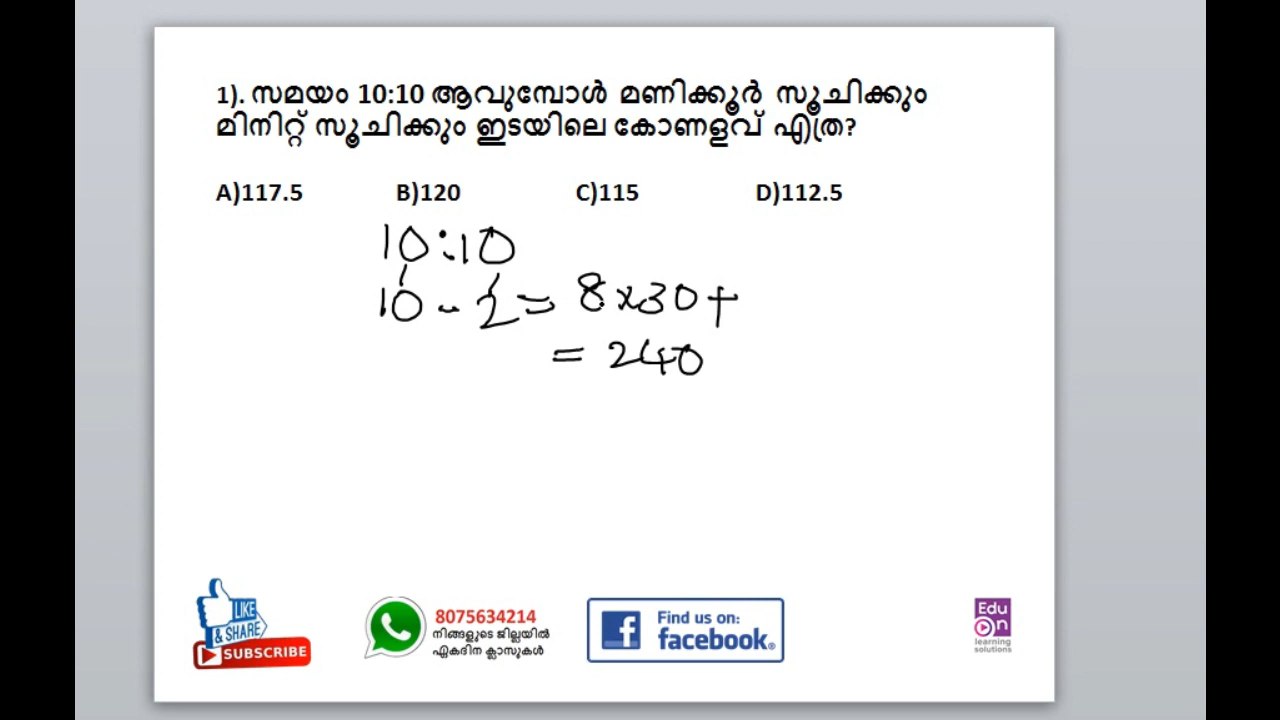 1). സമയം 10:10 ആവുമ്പോൾ മണിക്കൂർ സൂചിക്കും
മിനിറ്റ് സൂചിക്കും ഇടയിലെ കോണളവ് എത്ര?
A)117.5 B)120 C)115 D)112.5
10:10
10 - 2 = 8x30+
= 240
LIKE
& SHARE
SUBSCRIBE
8075634214
നിങ്ങളുടെ ജില്ലയിൽ
ഏകദിന ക്ലാസുകൾ
Find us on:
facebook®
Edu
On
learning
solutions